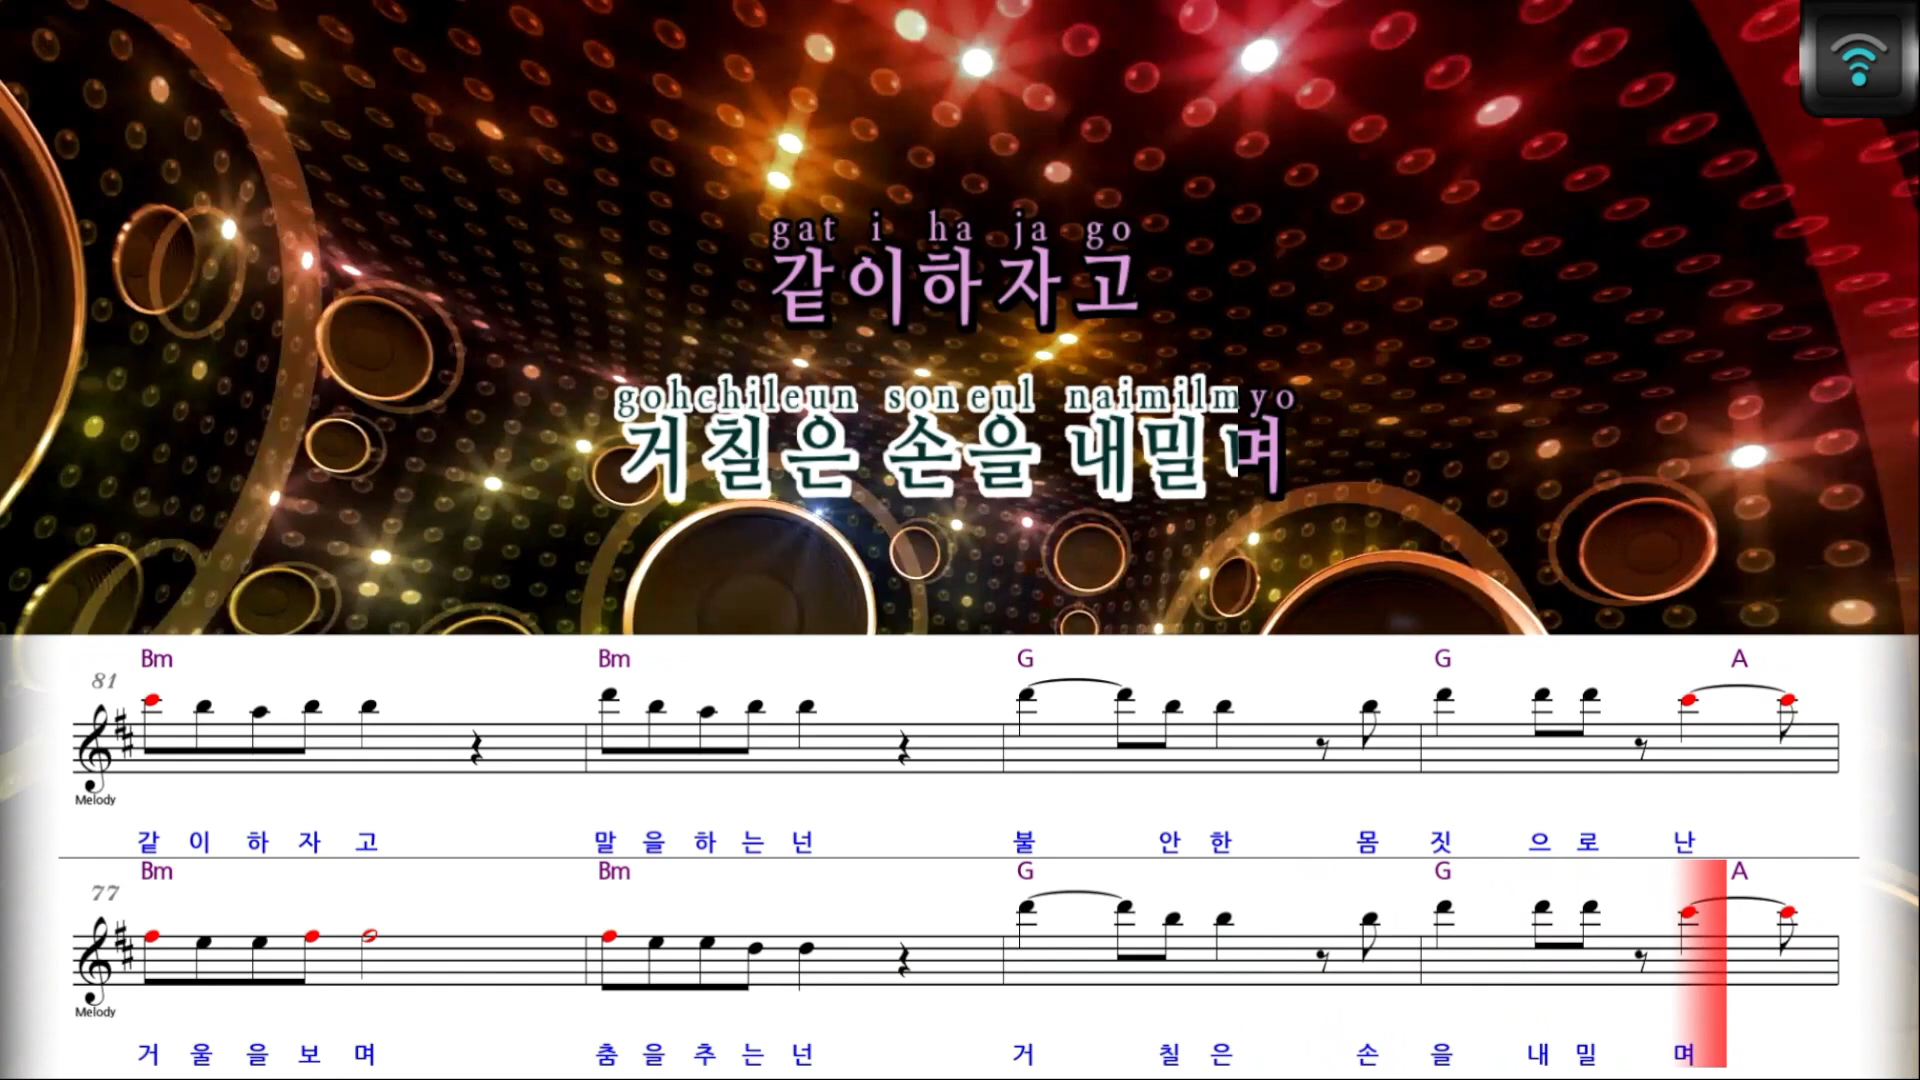 gat i ha ja go
같이하자고
gohchileun soneul naimilmyo
거칠은 손을 내밀며
Bm Bm G G A
81
Melody
같 이 하 자 고 말 을 하 는 넌 불 안 한 몸 짓 으 로 난
Bm Bm G G A
77
Melody
거 울 을 보 며 춤 을 추 는 넌 거 칠 은 손 을 내 밀 며